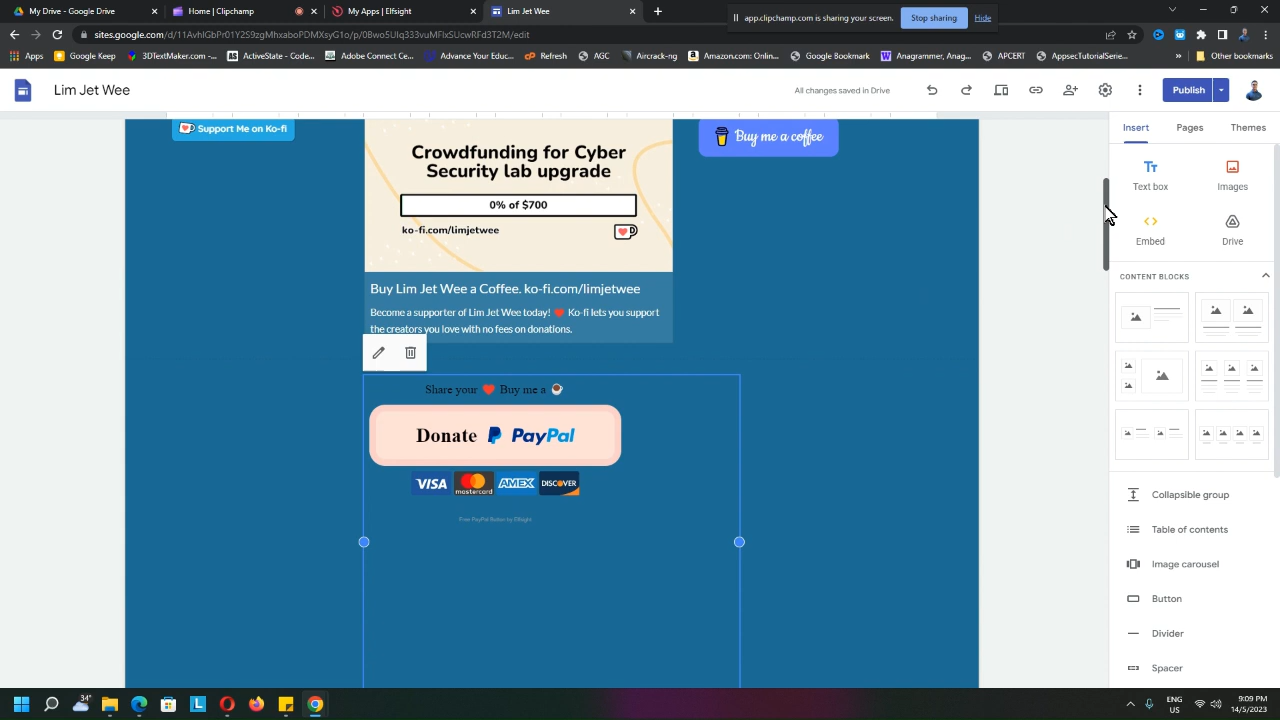 My Drive - Google Drive
Home | Clipchamp
My Apps | Elfsight
Lim Jet Wee
app.clipchamp.com is sharing your screen.
Stop sharing
Hide
Apps
Google Keep
3DTextMaker.com -...
ActiveState - Code...
Adobe Connect Ce...
Advance Your Educ...
Refresh
AGC
Aircrack-ng
Amazon.com: Onlin...
Google Bookmark
Anagrammer, Anag...
APCERT
AppsecTutorialSerie...
»
Other bookmarks
Lim Jet Wee
All changes saved in Drive
Publish
Insert
Pages
Themes
Support Me on Ko-fi
Crowdfunding for Cyber
Security lab upgrade
0% of $700
ko-fi.com/limjetwee
Buy me a coffee
Buy Lim Jet Wee a Coffee. ko-fi.com/limjetwee
Become a supporter of Lim Jet Wee today! ❤️ Ko-fi lets you support
the creators you love with no fees on donations.
Share your ❤️ Buy me a ☕
Donate PayPal
VISA mastercard AMEX DISCOVER
Free PayPal Button by Elfsight
Text box
Images
Embed
Drive
CONTENT BLOCKS
Collapsible group
Table of contents
Image carousel
Button
Divider
Spacer
34°
ENG
US
9:09 PM
14/5/2023